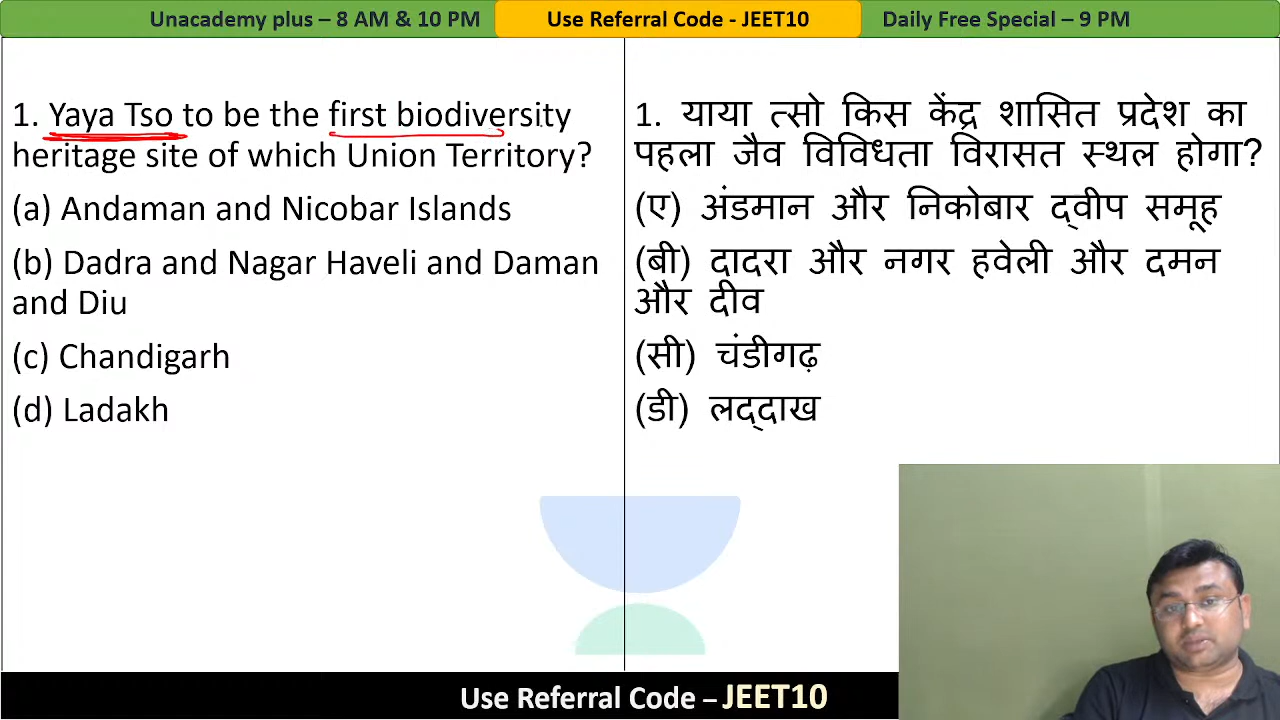 Unacademy plus – 8 AM & 10 PM
Use Referral Code - JEET10
Daily Free Special – 9 PM
1. Yaya Tso to be the first biodiversity
heritage site of which Union Territory?
(a) Andaman and Nicobar Islands
(b) Dadra and Nagar Haveli and Daman
and Diu
(c) Chandigarh
(d) Ladakh
1. याया त्सो किस केंद्र शासित प्रदेश का
पहला जैव विविधता विरासत स्थल होगा?
(ए) अंडमान और निकोबार द्वीप समूह
(बी) दादरा और नगर हवेली और दमन
और दीव
(सी) चंडीगढ़
(डी) लद्दाख
Use Referral Code – JEET10